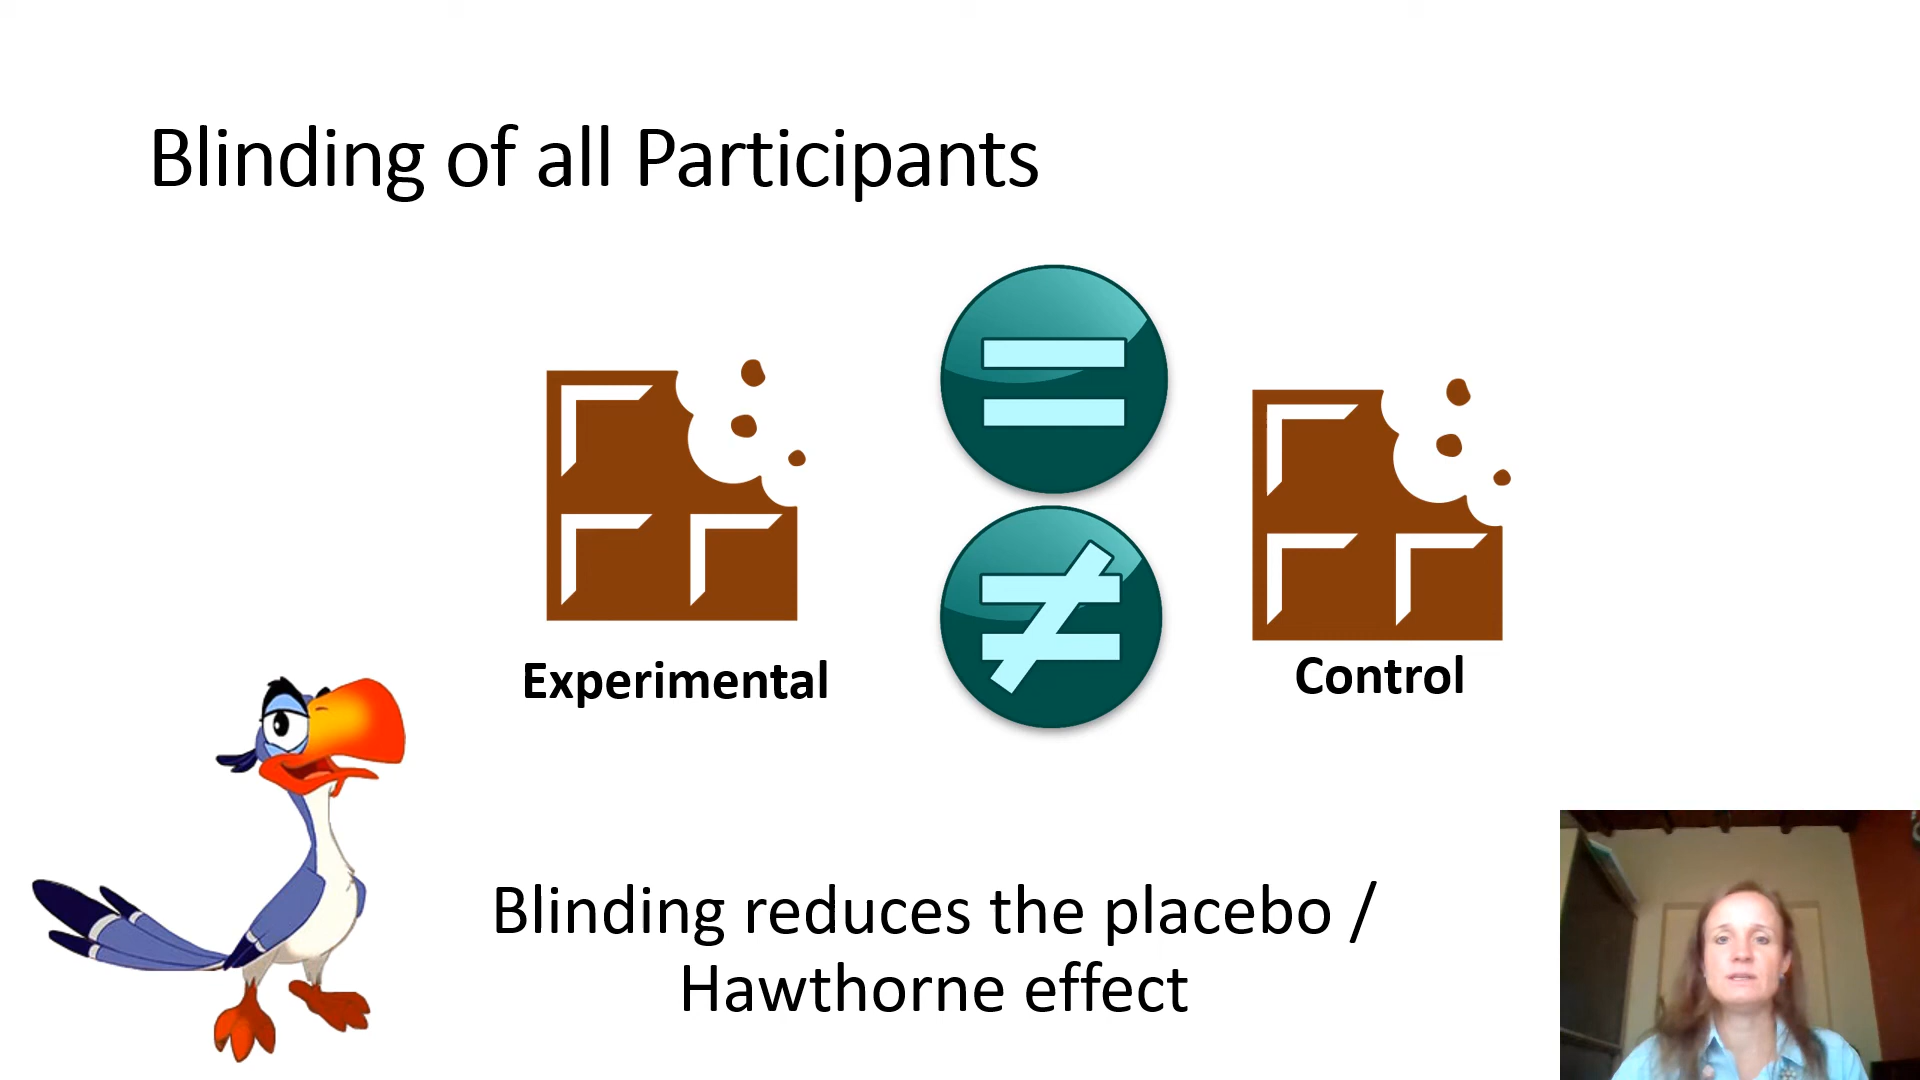 Blinding of all Participants
Experimental
Control
Blinding reduces the placebo /
Hawthorne effect